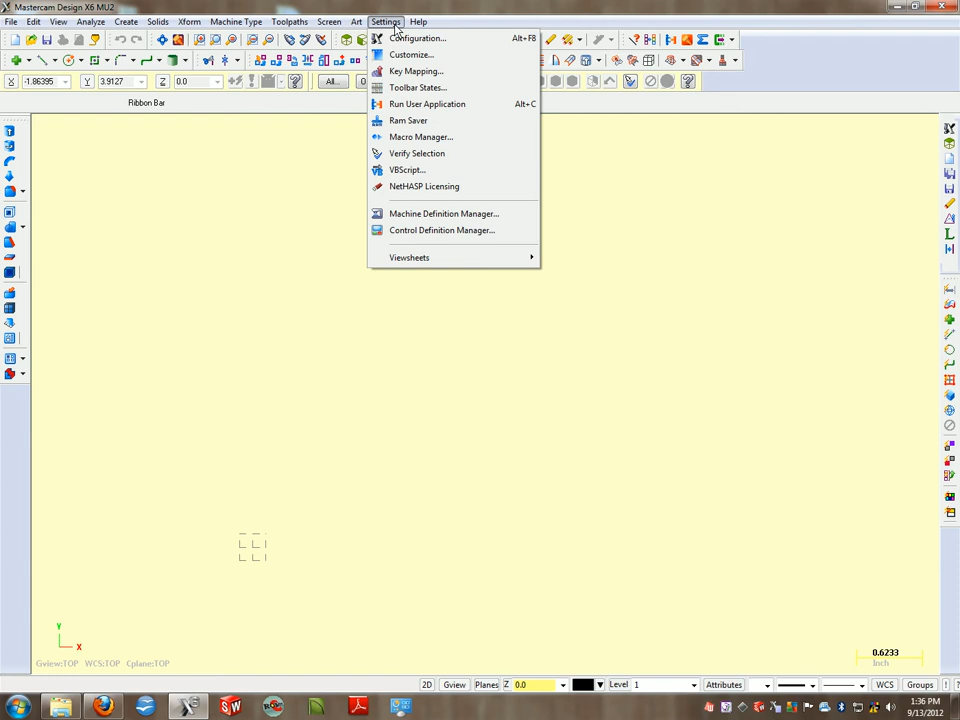 Mastercam Design X6 MU2
File Edit View Analyze Create Solids Xform Machine Type Toolpaths Screen Art Settings Help
X -1.86395 Y 3.9127 Z 0.0 All...
Ribbon Bar
Configuration... Alt+F8
Customize...
Key Mapping...
Toolbar States...
Run User Application Alt+C
Ram Saver
Macro Manager...
Verify Selection
VBScript...
NetHASP Licensing
Machine Definition Manager...
Control Definition Manager...
Viewsheets
Y
X
Gview:TOP WCS:TOP Cplane:TOP
0.6233
Inch
2D Gview Planes Z 0.0 Level 1 Attributes WCS Groups ?
1:36 PM
9/13/2012